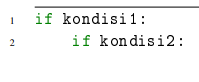 1 if kondisi1:
2     if kondisi2: